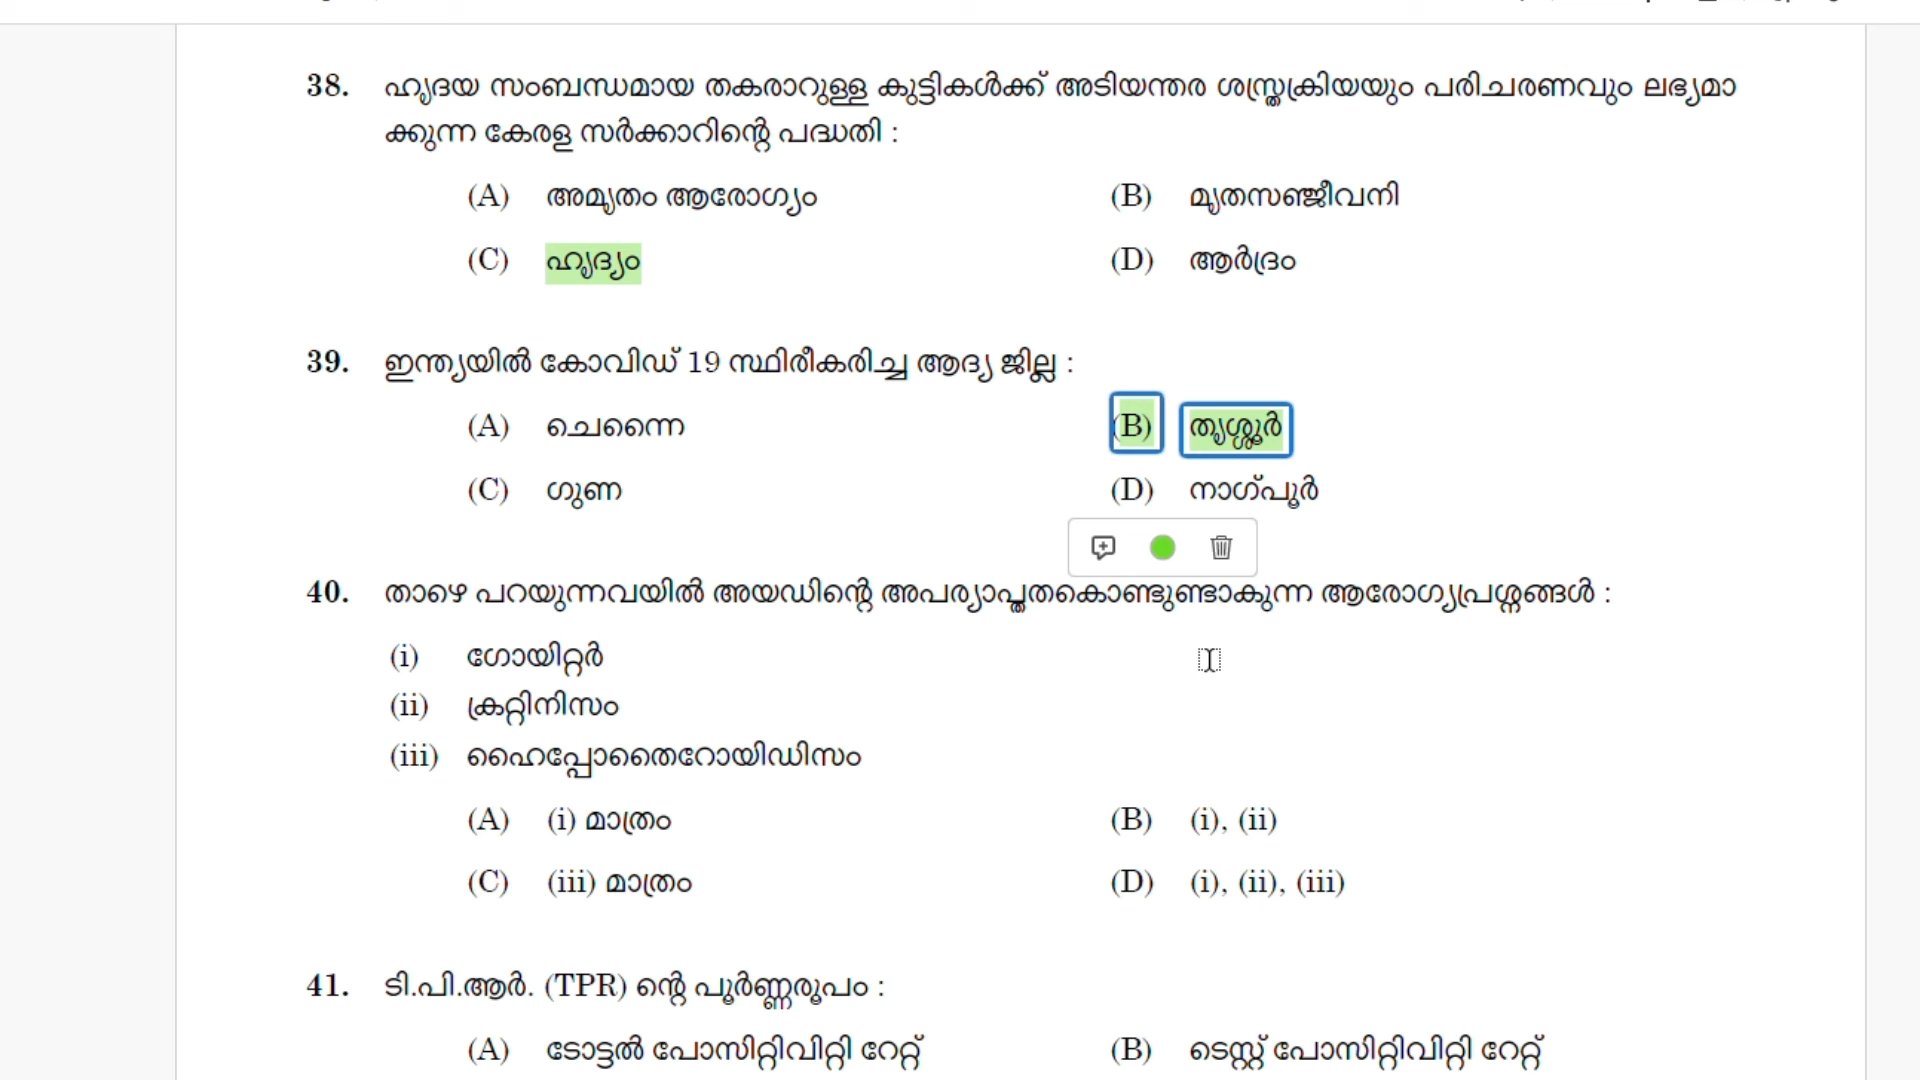 38. ഹൃദയ സംബന്ധമായ തകരാറുള്ള കുട്ടികൾക്ക് അടിയന്തര ശസ്ത്രക്രിയയും പരിചരണവും ലഭ്യമാ
ക്കുന്ന കേരള സർക്കാറിന്റെ പദ്ധതി :
(A) അമൃതം ആരോഗ്യം (B) മൃതസഞ്ജീവനി
(C) ഹൃദ്യം (D) ആർദ്രം
39. ഇന്ത്യയിൽ കോവിഡ് 19 സ്ഥിരീകരിച്ച ആദ്യ ജില്ല :
(A) ചെന്നൈ (B) തൃശ്ശൂർ
(C) ഗുണ (D) നാഗ്പൂർ
40. താഴെ പറയുന്നവയിൽ അയഡിന്റെ അപര്യാപ്തതകൊണ്ടുണ്ടാകുന്ന ആരോഗ്യപ്രശ്നങ്ങൾ :
(i) ഗോയിറ്റർ
(ii) ക്രറ്റിനിസം
(iii) ഹൈപ്പോതൈറോയിഡിസം
(A) (i) മാത്രം (B) (i), (ii)
(C) (iii) മാത്രം (D) (i), (ii), (iii)
41. ടി.പി.ആർ. (TPR) ന്റെ പൂർണ്ണരൂപം :
(A) ടോട്ടൽ പോസിറ്റിവിറ്റി റേറ്റ് (B) ടെസ്റ്റ് പോസിറ്റിവിറ്റി റേറ്റ്